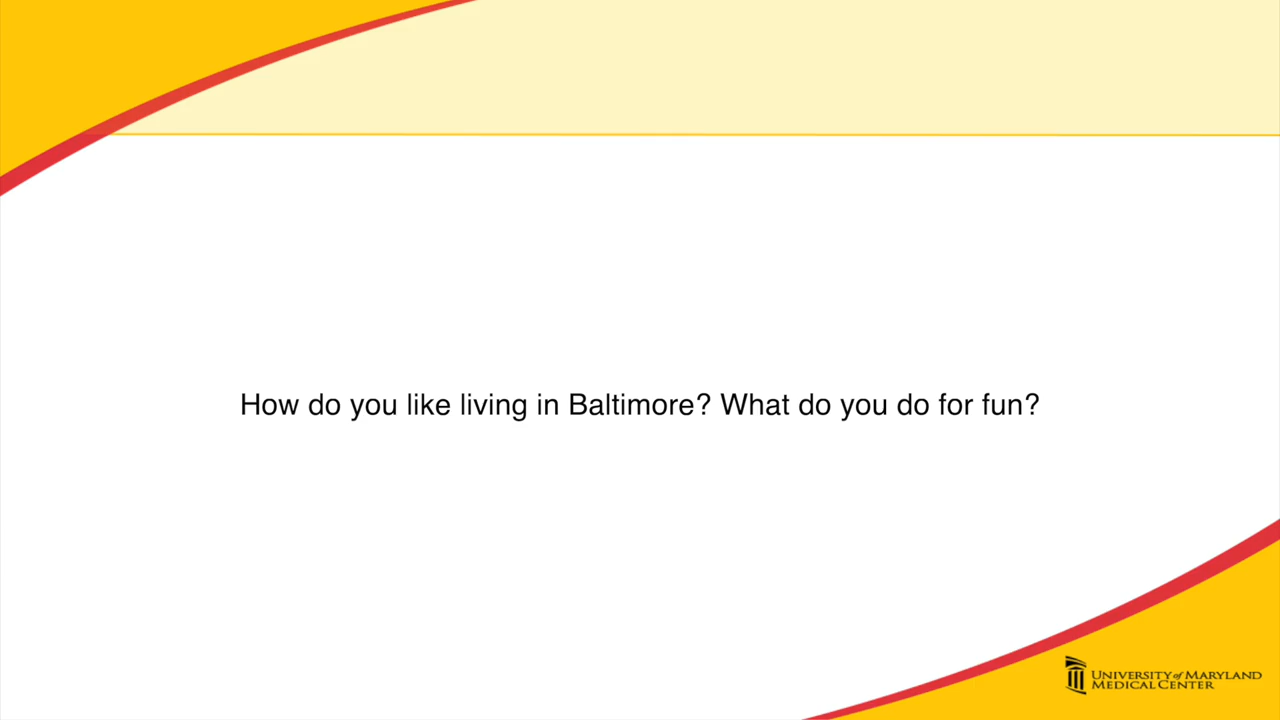 How do you like living in Baltimore? What do you do for fun?
UNIVERSITY of MARYLAND
MEDICAL CENTER